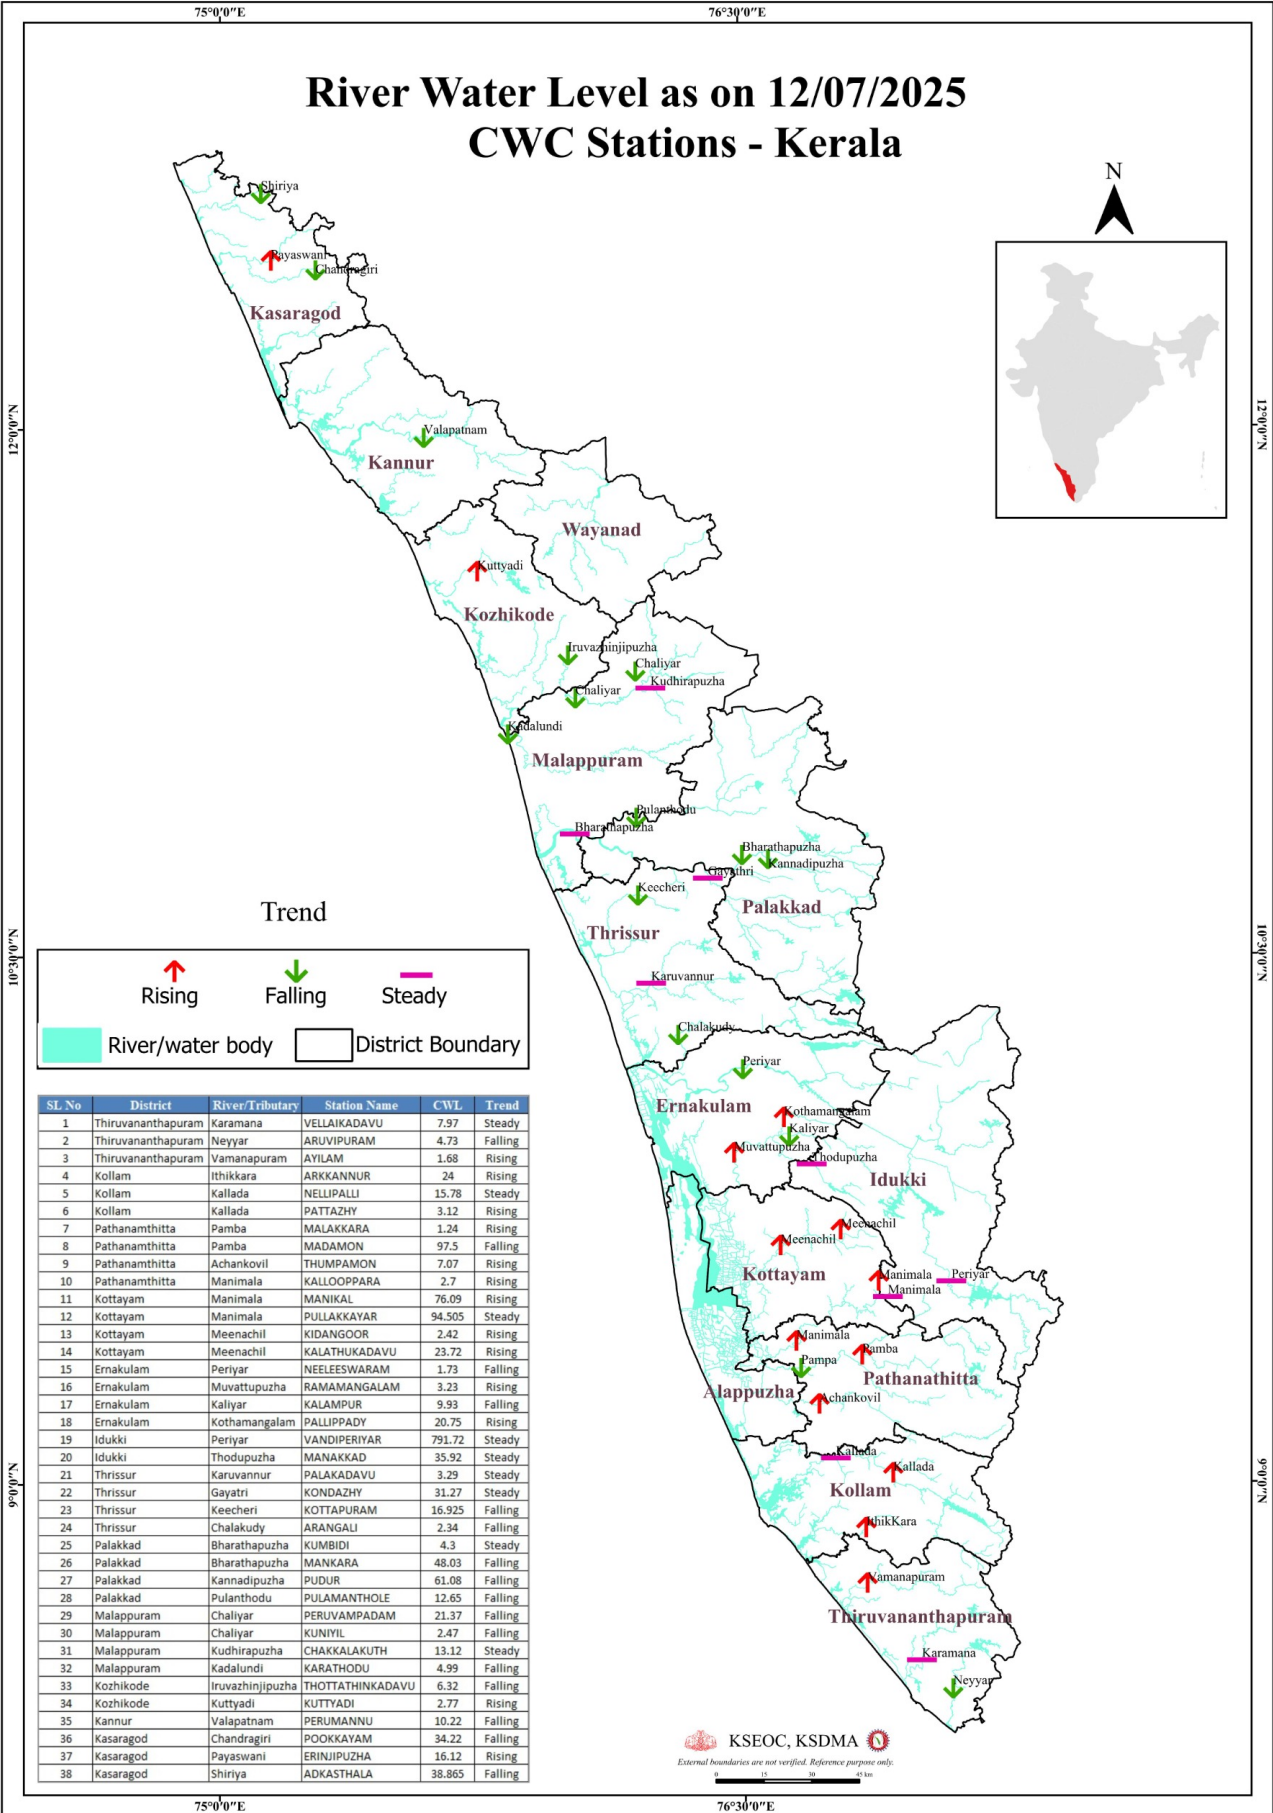 75°0'0"E 76°30'0"E
River Water Level as on 12/07/2025
CWC Stations - Kerala
N
Shiriya
Payaswani
Chandragiri
Kasaragod
12°0'0"N 12°0'0"N
Valapatnam
Kannur
Wayanad
Kuttyadi
Kozhikode
Iruvazhinjipuzha
Chaliyar
Kudhirapuzha
Chaliyar
Kadalundi
Malappuram
Pulanthodu
Bharathapuzha
Bharathapuzha
Kannadipuzha
Gayathri
Keecheri
Palakkad
Thrissur
Trend
10°30'0"N 10°30'0"N
Rising Falling Steady
River/water body District Boundary
Karuvannur
Chalakudy
Periyar
Ernakulam
Kothamangalam
Kaliyar
Muvattupuzha
Thodupuzha
Idukki
Meenachil
Meenachil
Kottayam
Manimala
Periyar
Manimala
Manimala
Pamba
Pampa
Pathanathitta
Alappuzha
Achankovil
Kallada
Kallada
9°0'0"N 9°0'0"N
Kollam
IthikKara
Vamanapuram
Thiruvananthapuram
Karamana
Neyyar
SL No District River/Tributary Station Name CWL Trend
1 Thiruvananthapuram Karamana VELLAIKADAVU 7.97 Steady
2 Thiruvananthapuram Neyyar ARUVIPURAM 4.73 Falling
3 Thiruvananthapuram Vamanapuram AYILAM 1.68 Rising
4 Kollam Ithikkara ARKKANNUR 24 Rising
5 Kollam Kallada NELLIPALLI 15.78 Steady
6 Kollam Kallada PATTAZHY 3.12 Rising
7 Pathanamthitta Pamba MALAKKARA 1.24 Rising
8 Pathanamthitta Pamba MADAMON 97.5 Falling
9 Pathanamthitta Achankovil THUMPAMON 7.07 Rising
10 Pathanamthitta Manimala KALLOOPPARA 2.7 Rising
11 Kottayam Manimala MANIKAL 76.09 Rising
12 Kottayam Manimala PULLAKKAYAR 94.505 Steady
13 Kottayam Meenachil KIDANGOOR 2.42 Rising
14 Kottayam Meenachil KALATHUKADAVU 23.72 Rising
15 Ernakulam Periyar NEELEESWARAM 1.73 Falling
16 Ernakulam Muvattupuzha RAMAMANGALAM 3.23 Rising
17 Ernakulam Kaliyar KALAMPUR 9.93 Falling
18 Ernakulam Kothamangalam PALLIPPADY 20.75 Rising
19 Idukki Periyar VANDIPERIYAR 791.72 Steady
20 Idukki Thodupuzha MANAKKAD 35.92 Steady
21 Thrissur Karuvannur PALAKADAVU 3.29 Steady
22 Thrissur Gayatri KONDAZHY 31.27 Steady
23 Thrissur Keecheri KOTTAPURAM 16.925 Falling
24 Thrissur Chalakudy ARANGALI 2.34 Falling
25 Palakkad Bharathapuzha KUMBIDI 4.3 Steady
26 Palakkad Bharathapuzha MANKARA 48.03 Falling
27 Palakkad Kannadipuzha PUDUR 61.08 Falling
28 Palakkad Pulanthodu PULAMANTHOLE 12.65 Falling
29 Malappuram Chaliyar PERUVAMPADAM 21.37 Falling
30 Malappuram Chaliyar KUNIYIL 2.47 Falling
31 Malappuram Kudhirapuzha CHAKKALAKUTH 13.12 Steady
32 Malappuram Kadalundi KARATHODU 4.99 Falling
33 Kozhikode Iruvazhinjipuzha THOTTATHINKADAVU 6.32 Falling
34 Kozhikode Kuttyadi KUTTYADI 2.77 Rising
35 Kannur Valapatnam PERUMANNU 10.22 Falling
36 Kasaragod Chandragiri POOKKAYAM 34.22 Falling
37 Kasaragod Payaswani ERINJIPUZHA 16.12 Rising
38 Kasaragod Shiriya ADKASTHALA 38.865 Falling
KSEOC, KSDMA
External boundaries are not verified. Reference purpose only.
0 15 30 45 km
75°0'0"E 76°30'0"E